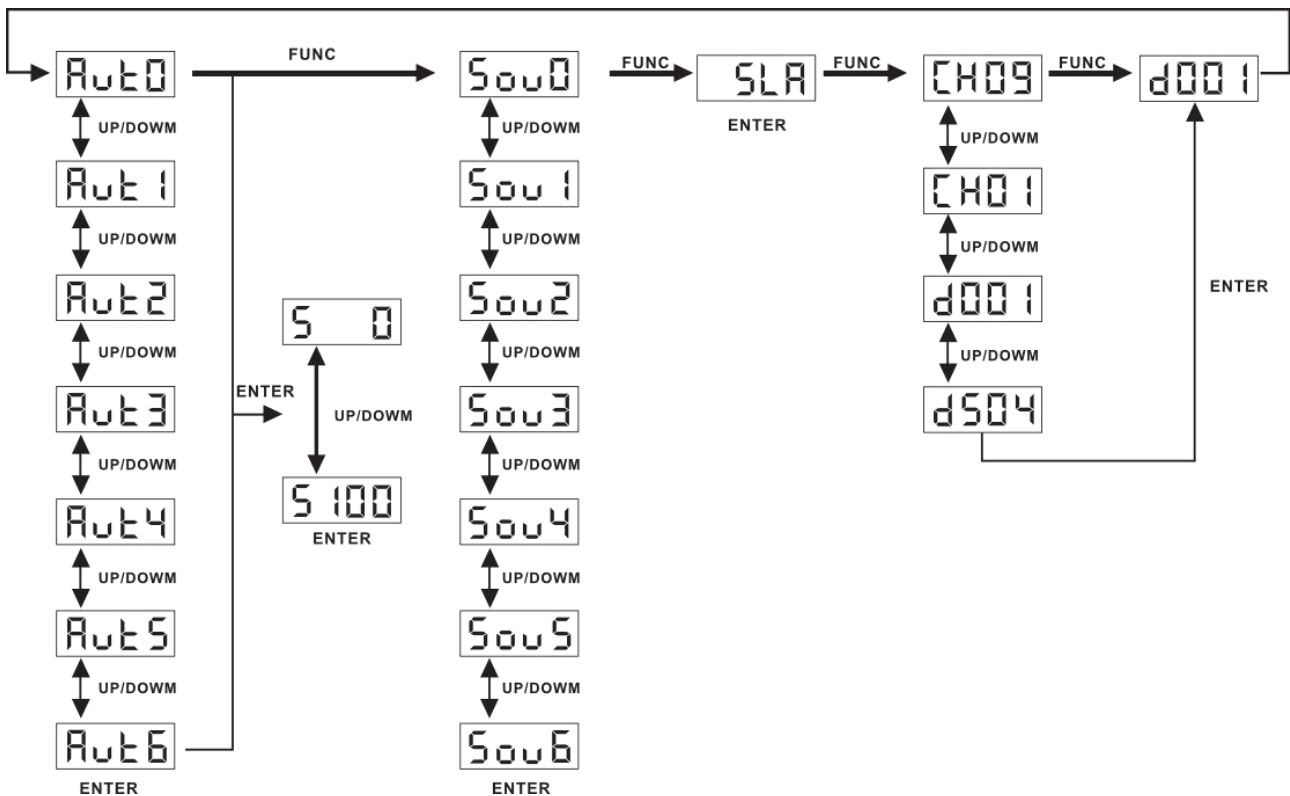 FUNC
Aut0
Sou0
FUNC
SLA
FUNC
CH09
FUNC
d001
ENTER
UP/DOWM
UP/DOWM
UP/DOWM
Aut1
Sou1
CH01
UP/DOWM
UP/DOWM
UP/DOWM
Aut2
Sou2
d001
ENTER
S 0
UP/DOWM
UP/DOWM
UP/DOWM
ENTER
Aut3
UP/DOWM
Sou3
dS04
UP/DOWM
UP/DOWM
S100
Aut4
Sou4
ENTER
UP/DOWM
UP/DOWM
Aut5
Sou5
UP/DOWM
UP/DOWM
Aut6
Sou6
ENTER
ENTER